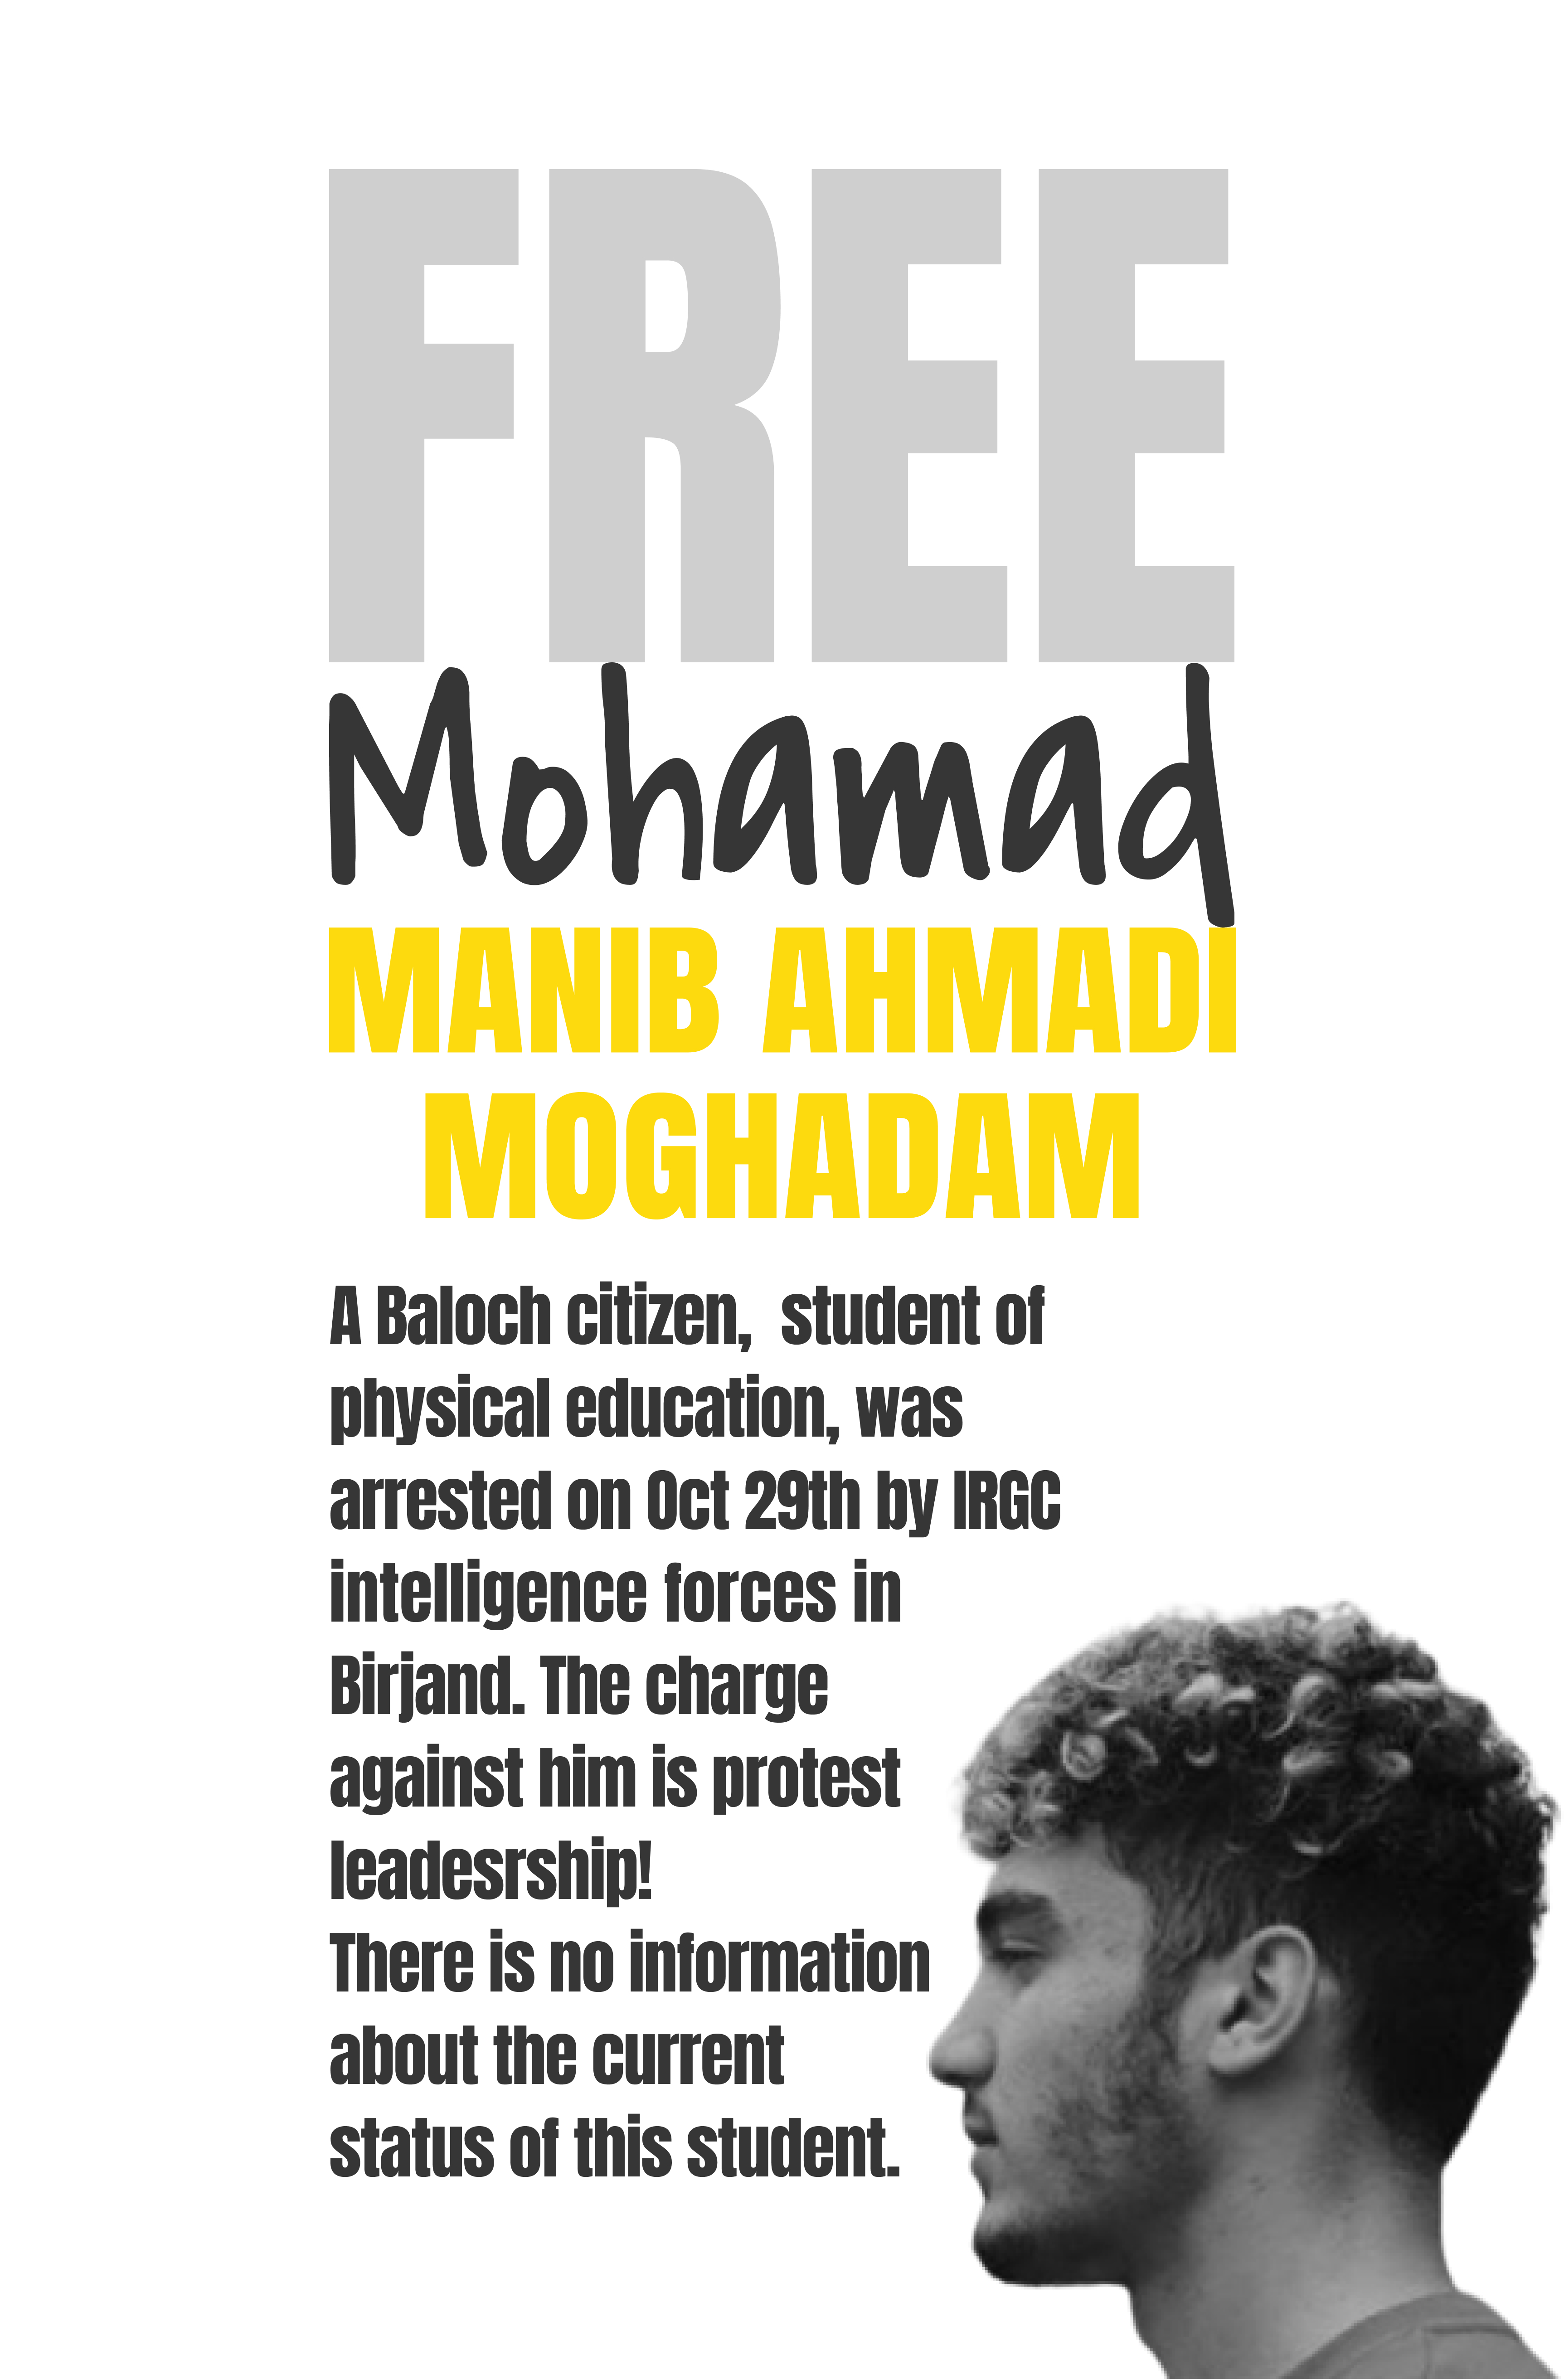 FREE
Mohamad
MANIB AHMADI
MOGHADAM
A Baloch citizen,  student of
physical education, was
arrested on Oct 29th by IRGC
intelligence forces in
Birjand. The charge
against him is protest
leadesrship!
There is no information
about the current
status of this student.